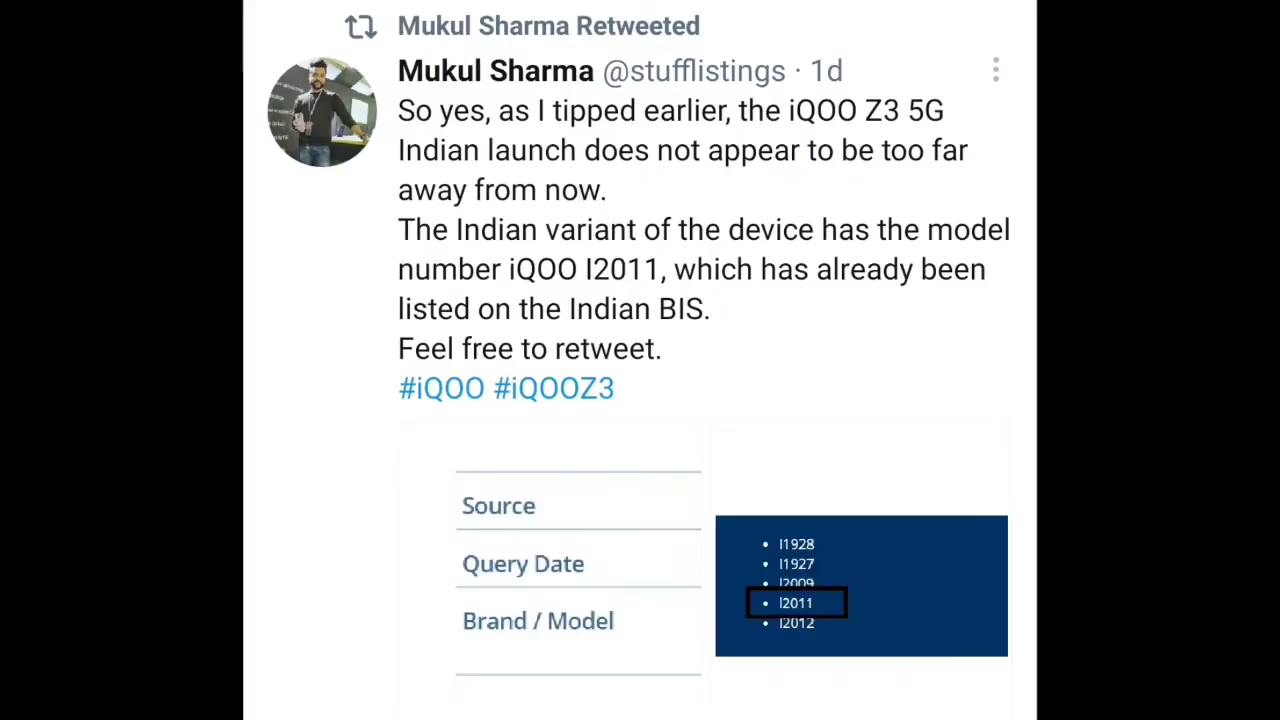 Mukul Sharma Retweeted
Mukul Sharma @stufflistings · 1d
So yes, as I tipped earlier, the iQOO Z3 5G
Indian launch does not appear to be too far
away from now.
The Indian variant of the device has the model
number iQOO I2011, which has already been
listed on the Indian BIS.
Feel free to retweet.
#iQOO #iQOOZ3
Source
Query Date
Brand / Model
• I1928
• I1927
• I2009
• I2011
• I2012